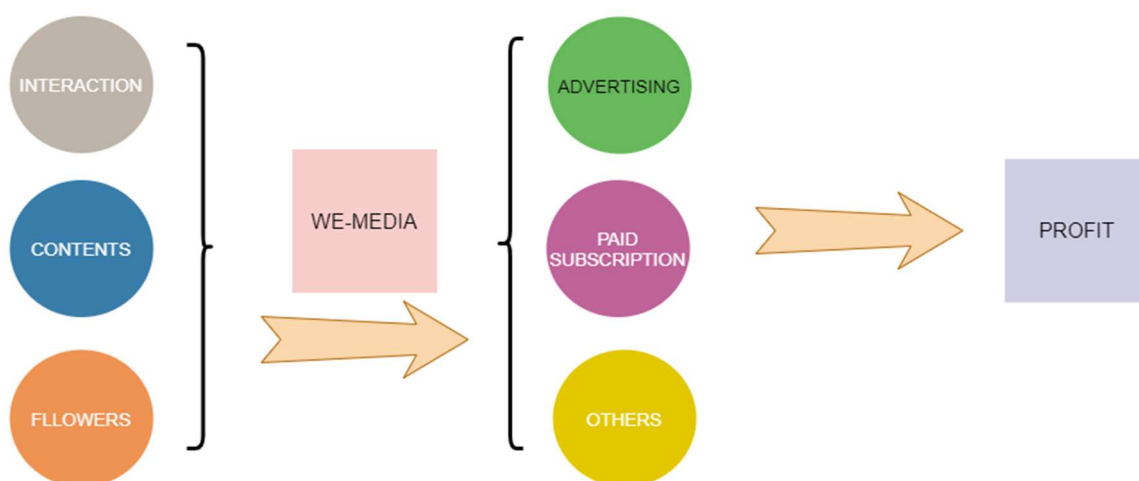 INTERACTION
CONTENTS
FLLOWERS
WE-MEDIA
ADVERTISING
PAID
SUBSCRIPTION
OTHERS
PROFIT